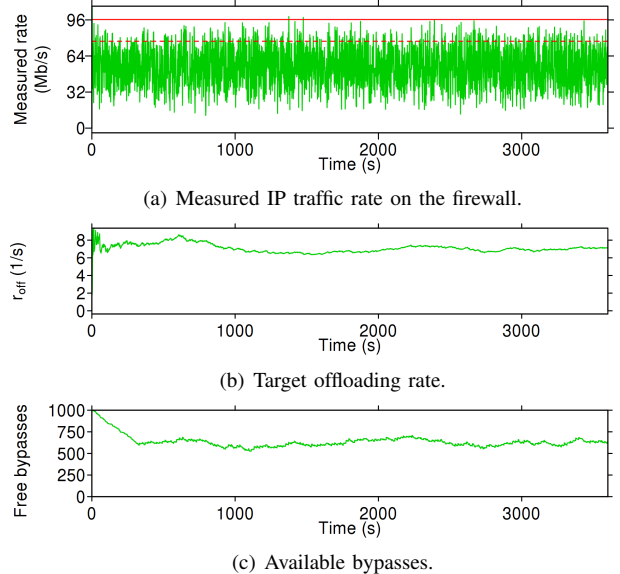 96
64
32
0
Measured rate
(Mb/s)
0 1000 2000 3000
Time (s)
(a) Measured IP traffic rate on the firewall.
8
6
4
2
0
r_off (1/s)
0 1000 2000 3000
Time (s)
(b) Target offloading rate.
1000
750
500
250
0
Free bypasses
0 1000 2000 3000
Time (s)
(c) Available bypasses.